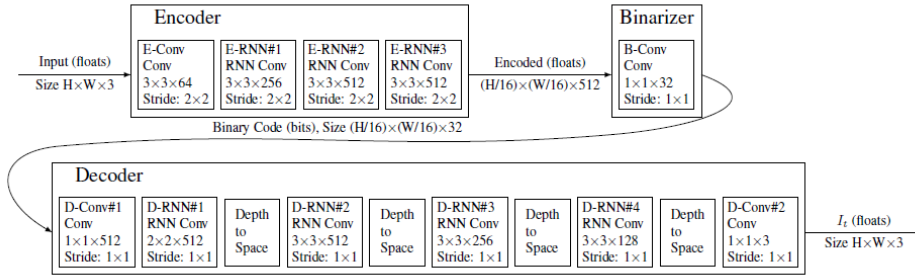 Encoder
Binarizer
Input (floats)
Size H×W×3
E-Conv
Conv
3×3×64
Stride: 2×2
E-RNN#1
RNN Conv
3×3×256
Stride: 2×2
E-RNN#2
RNN Conv
3×3×512
Stride: 2×2
E-RNN#3
RNN Conv
3×3×512
Stride: 2×2
Encoded (floats)
(H/16)×(W/16)×512
B-Conv
Conv
1×1×32
Stride: 1×1
Binary Code (bits), Size (H/16)×(W/16)×32
Decoder
D-Conv#1
Conv
1×1×512
Stride: 1×1
D-RNN#1
RNN Conv
2×2×512
Stride: 1×1
Depth
to
Space
D-RNN#2
RNN Conv
3×3×512
Stride: 1×1
Depth
to
Space
D-RNN#3
RNN Conv
3×3×256
Stride: 1×1
Depth
to
Space
D-RNN#4
RNN Conv
3×3×128
Stride: 1×1
Depth
to
Space
D-Conv#2
Conv
1×1×3
Stride: 1×1
I_t (floats)
Size H×W×3